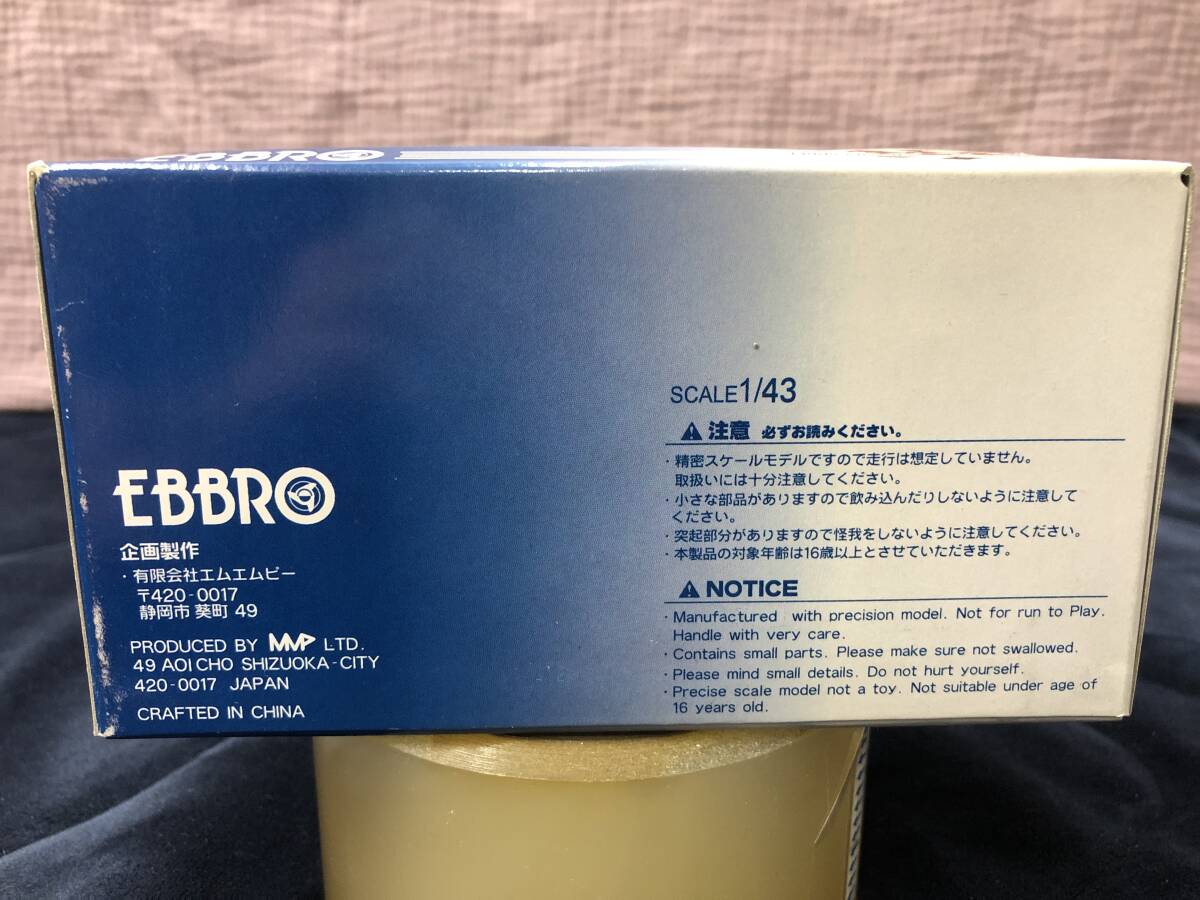 EBBRO
EBBRO
企画製作
・有限会社エムエムピー
〒420-0017
静岡市 葵町 49
PRODUCED BY MMP LTD.
49 AOI CHO SHIZUOKA-CITY
420-0017 JAPAN
CRAFTED IN CHINA
SCALE1/43
⚠注意 必ずお読みください。
・精密スケールモデルですので走行は想定していません。
取扱いには十分注意してください。
・小さな部品がありますので飲み込んだりしないように注意して
ください。
・突起部分がありますので怪我をしないように注意してください。
・本製品の対象年齢は16歳以上とさせていただきます。
⚠NOTICE
・Manufactured with precision model. Not for run to Play.
Handle with very care.
・Contains small parts. Please make sure not swallowed.
・Please mind small details. Do not hurt yourself.
・Precise scale model not a toy. Not suitable under age of
16 years old.